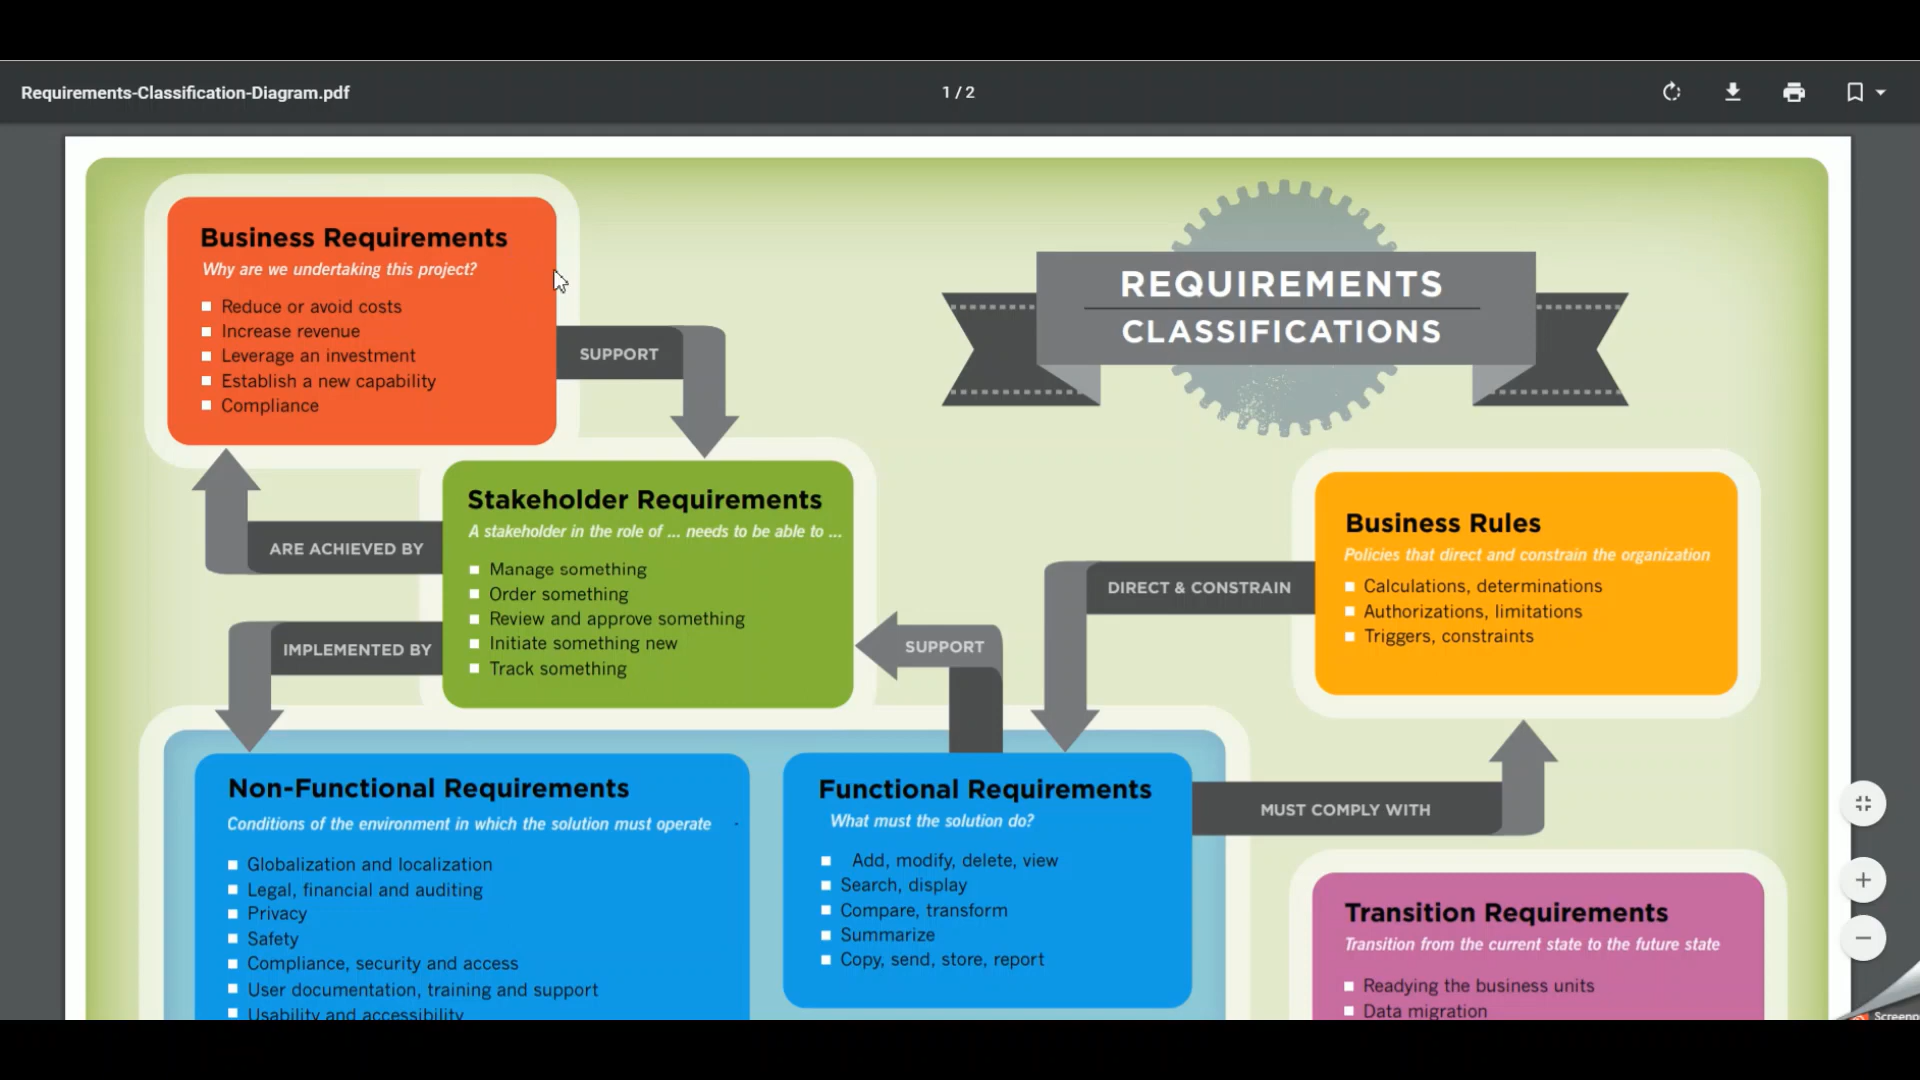 Requirements-Classification-Diagram.pdf
1 / 2
REQUIREMENTS
CLASSIFICATIONS
Business Requirements
Why are we undertaking this project?
Reduce or avoid costs
Increase revenue
Leverage an investment
Establish a new capability
Compliance
SUPPORT
ARE ACHIEVED BY
Stakeholder Requirements
A stakeholder in the role of ... needs to be able to ...
Manage something
Order something
Review and approve something
Initiate something new
Track something
IMPLEMENTED BY
SUPPORT
DIRECT & CONSTRAIN
Business Rules
Policies that direct and constrain the organization
Calculations, determinations
Authorizations, limitations
Triggers, constraints
Non-Functional Requirements
Conditions of the environment in which the solution must operate
Globalization and localization
Legal, financial and auditing
Privacy
Safety
Compliance, security and access
User documentation, training and support
Usability and accessibility
Functional Requirements
What must the solution do?
Add, modify, delete, view
Search, display
Compare, transform
Summarize
Copy, send, store, report
MUST COMPLY WITH
Transition Requirements
Transition from the current state to the future state
Readying the business units
Data migration